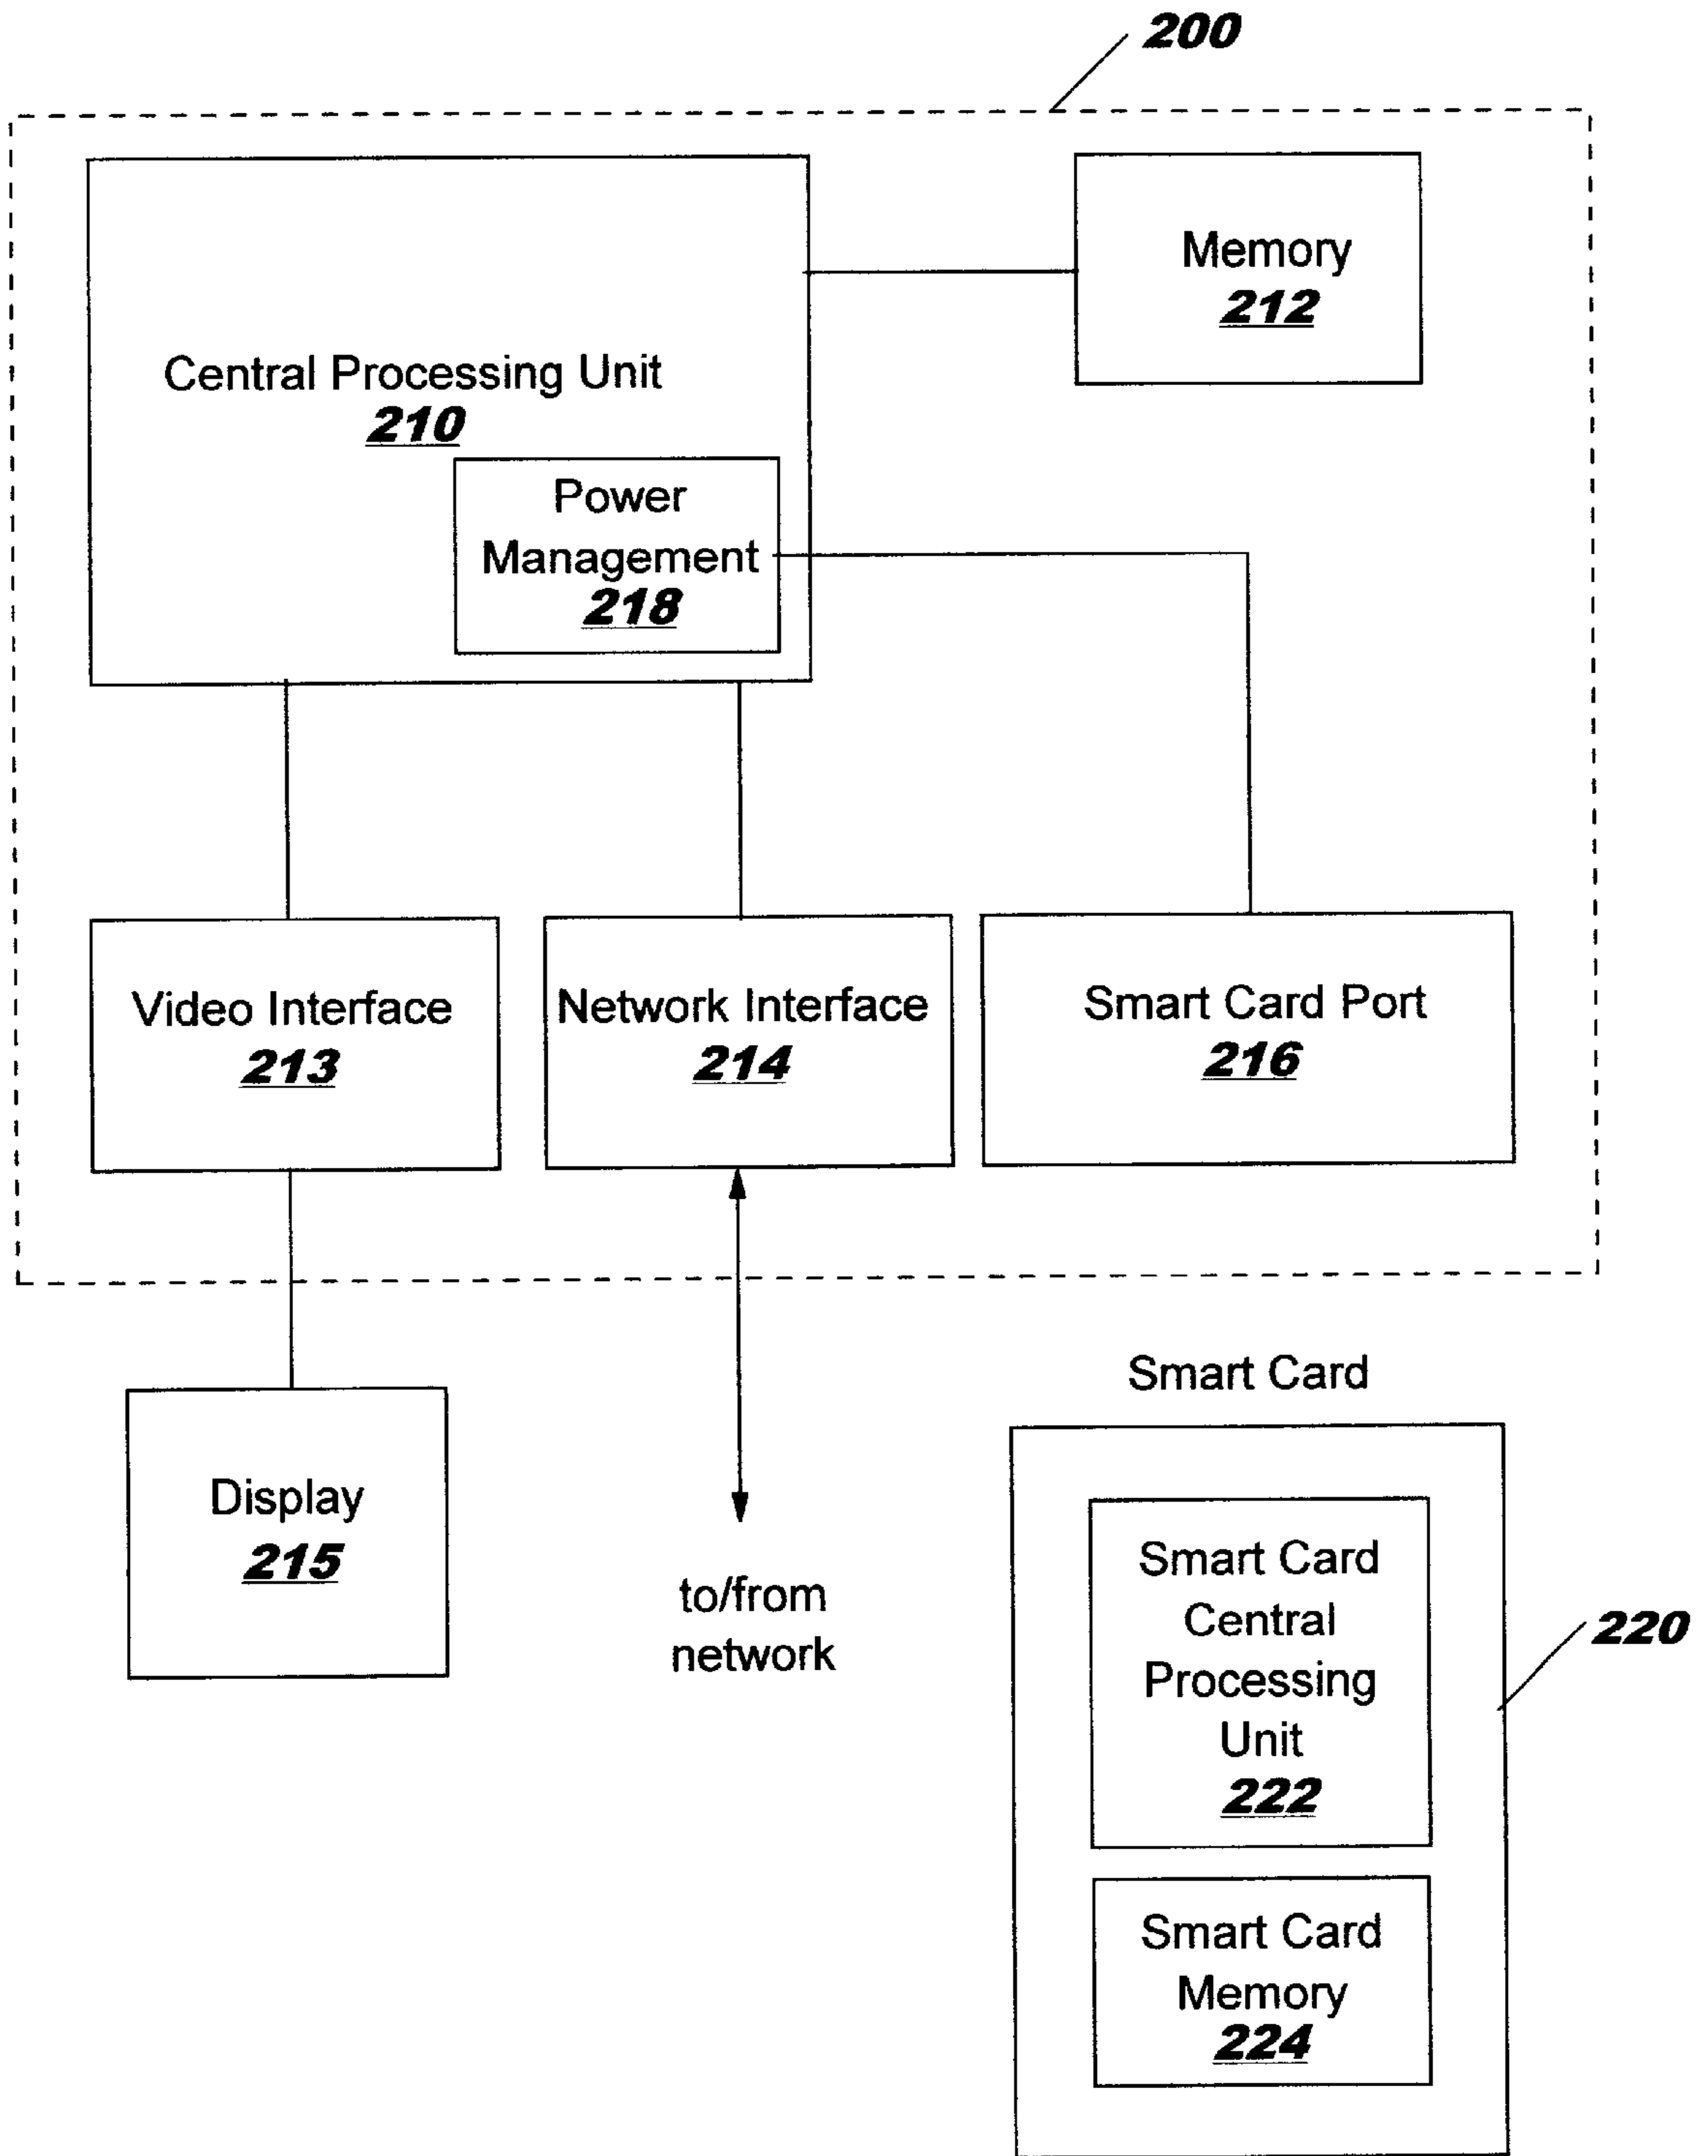 200
Memory
212
Central Processing Unit
210
Power
Management
218
Video Interface
213
Network Interface
214
Smart Card Port
216
Display
215
to/from
network
Smart Card
Smart Card
Central
Processing
Unit
222
220
Smart Card
Memory
224